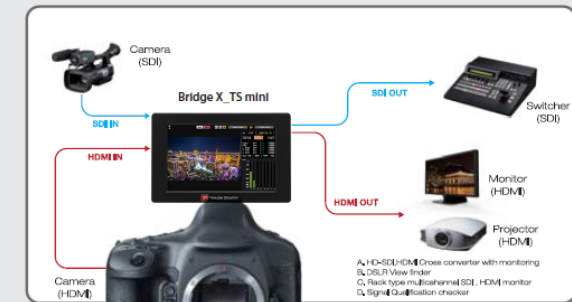 Camera
(SDI)
Bridge X_TS mini
SDI IN
SDI OUT
Switcher
(SDI)
HDMI IN
HDMI OUT
Monitor
(HDMI)
Projector
(HDMI)
Camera
(HDMI)
A. HD-SDI,HDMI Cross converter with monitoring
B. DSLR View finder
C. Rack type multichannel SDI , HDMI monitor
D. Signal Qualification checker